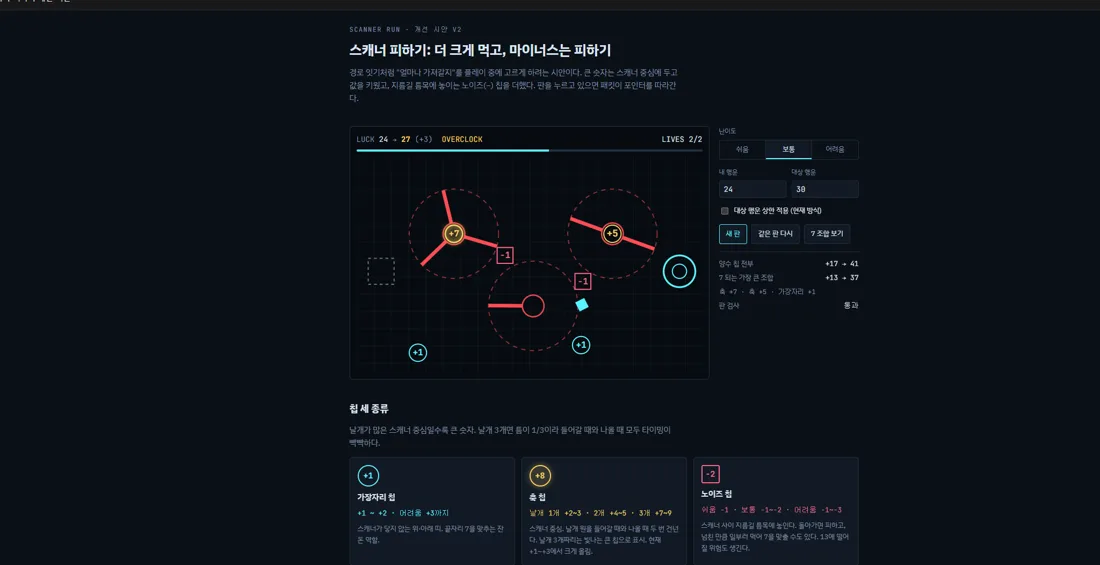 SCANNER RUN · 개선 시안 V2
스캐너 피하기: 더 크게 먹고, 마이너스는 피하기
경로 잇기처럼 "얼마나 가져갈지"를 플레이 중에 고르게 하려는 시안이다. 큰 숫자는 스캐너 중심에 두고
값을 키웠고, 지름길 틈목에 놓이는 노이즈(−) 칩을 더했다. 판을 누르고 있으면 패킷이 포인터를 따라간
다.
LUCK 24 → 27 (+3) OVERCLOCK
LIVES 2/2
+7
+5
-1
-1
+1
+1
난이도
쉬움 보통 어려움
내 행운 대상 행운
24 30
대상 행운 상한 적용 (현재 방식)
새 판 같은 판 다시 7 조합 보기
양수 칩 전부 +17 → 41
7 되는 가장 큰 조합 +13 → 37
축 +7 · 축 +5 · 가장자리 +1
판 검사 통과
칩 세 종류
날개가 많은 스캐너 중심일수록 큰 숫자. 날개 3개면 틈이 1/3이라 들어갈 때와 나올 때 모두 타이밍이
빡빡하다.
+1
가장자리 칩
+1 ~ +2 · 어려움 +3까지
스캐너가 닿지 않는 위·아래 띠. 끝자리 7을 맞추는 잔
돈 역할.
+8
축 칩
날개 1개 +2~3 · 2개 +4~5 · 3개 +7~9
스캐너 중심. 날개 원을 들어갈 때와 나올 때 두 번 건넌
다. 날개 3개짜리는 빛나는 큰 칩으로 표시. 현재
+1~+3에서 크게 올림.
-2
노이즈 칩
쉬움 -1 · 보통 -1~-2 · 어려움 -1~-3
스캐너 사이 지름길 틈목에 놓인다. 돌아가면 피하고,
넘친 만큼 일부러 먹어 7을 맞출 수도 있다. 13에 떨어
질 위험도 생긴다.